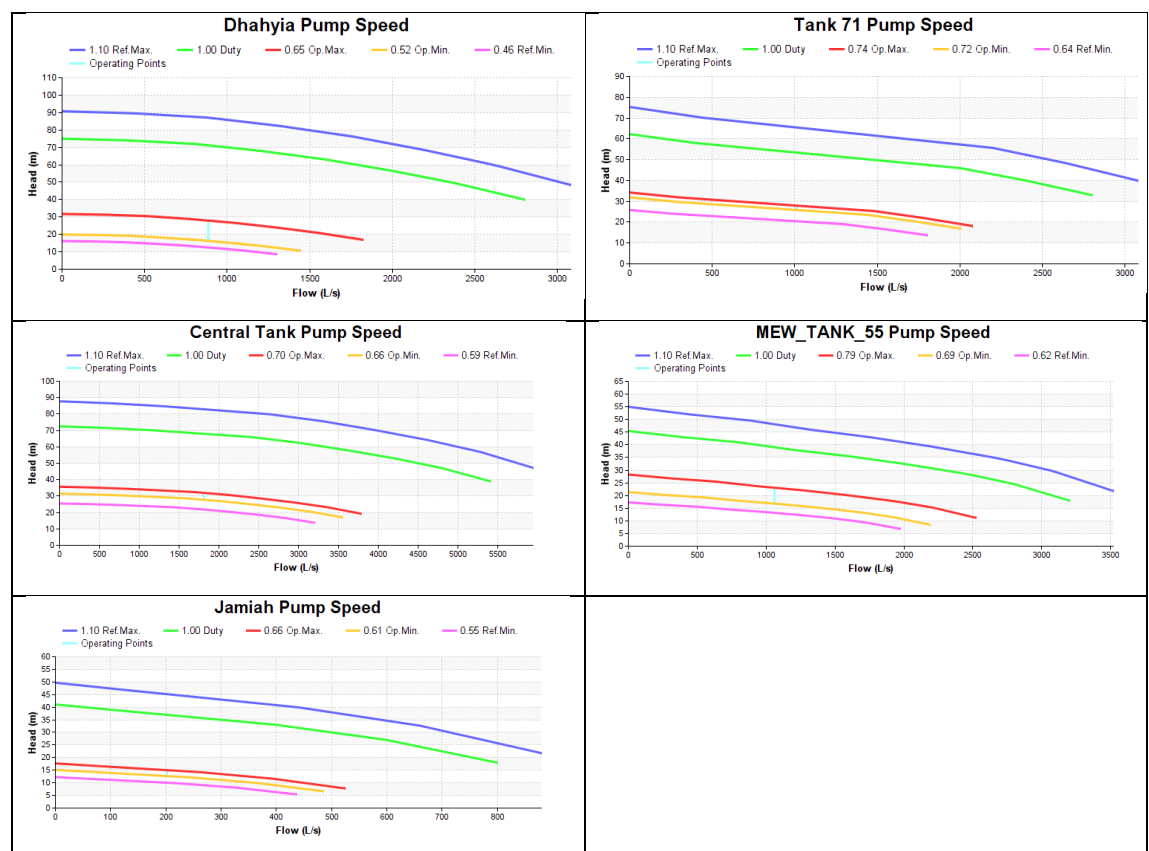 Dhahyia Pump Speed
1.10 Ref.Max. 1.00 Duty 0.65 Op.Max. 0.52 Op.Min. 0.46 Ref.Min.
Operating Points
110
100
90
80
70
60
50
40
30
20
10
0
Head (m)
0 500 1000 1500 2000 2500 3000
Flow (L/s)
Tank 71 Pump Speed
1.10 Ref.Max. 1.00 Duty 0.74 Op.Max. 0.72 Op.Min. 0.64 Ref.Min.
Operating Points
90
80
70
60
50
40
30
20
10
0
Head (m)
0 500 1000 1500 2000 2500 3000
Flow (L/s)
Central Tank Pump Speed
1.10 Ref.Max. 1.00 Duty 0.70 Op.Max. 0.66 Op.Min. 0.59 Ref.Min.
Operating Points
100
90
80
70
60
50
40
30
20
10
0
Head (m)
0 500 1000 1500 2000 2500 3000 3500 4000 4500 5000 5500
Flow (L/s)
MEW_TANK_55 Pump Speed
1.10 Ref.Max. 1.00 Duty 0.79 Op.Max. 0.69 Op.Min. 0.62 Ref.Min.
Operating Points
65
60
55
50
45
40
35
30
25
20
15
10
5
0
Head (m)
0 500 1000 1500 2000 2500 3000 3500
Flow (L/s)
Jamiah Pump Speed
1.10 Ref.Max. 1.00 Duty 0.66 Op.Max. 0.61 Op.Min. 0.55 Ref.Min.
Operating Points
60
55
50
45
40
35
30
25
20
15
10
5
0
Head (m)
0 100 200 300 400 500 600 700 800
Flow (L/s)